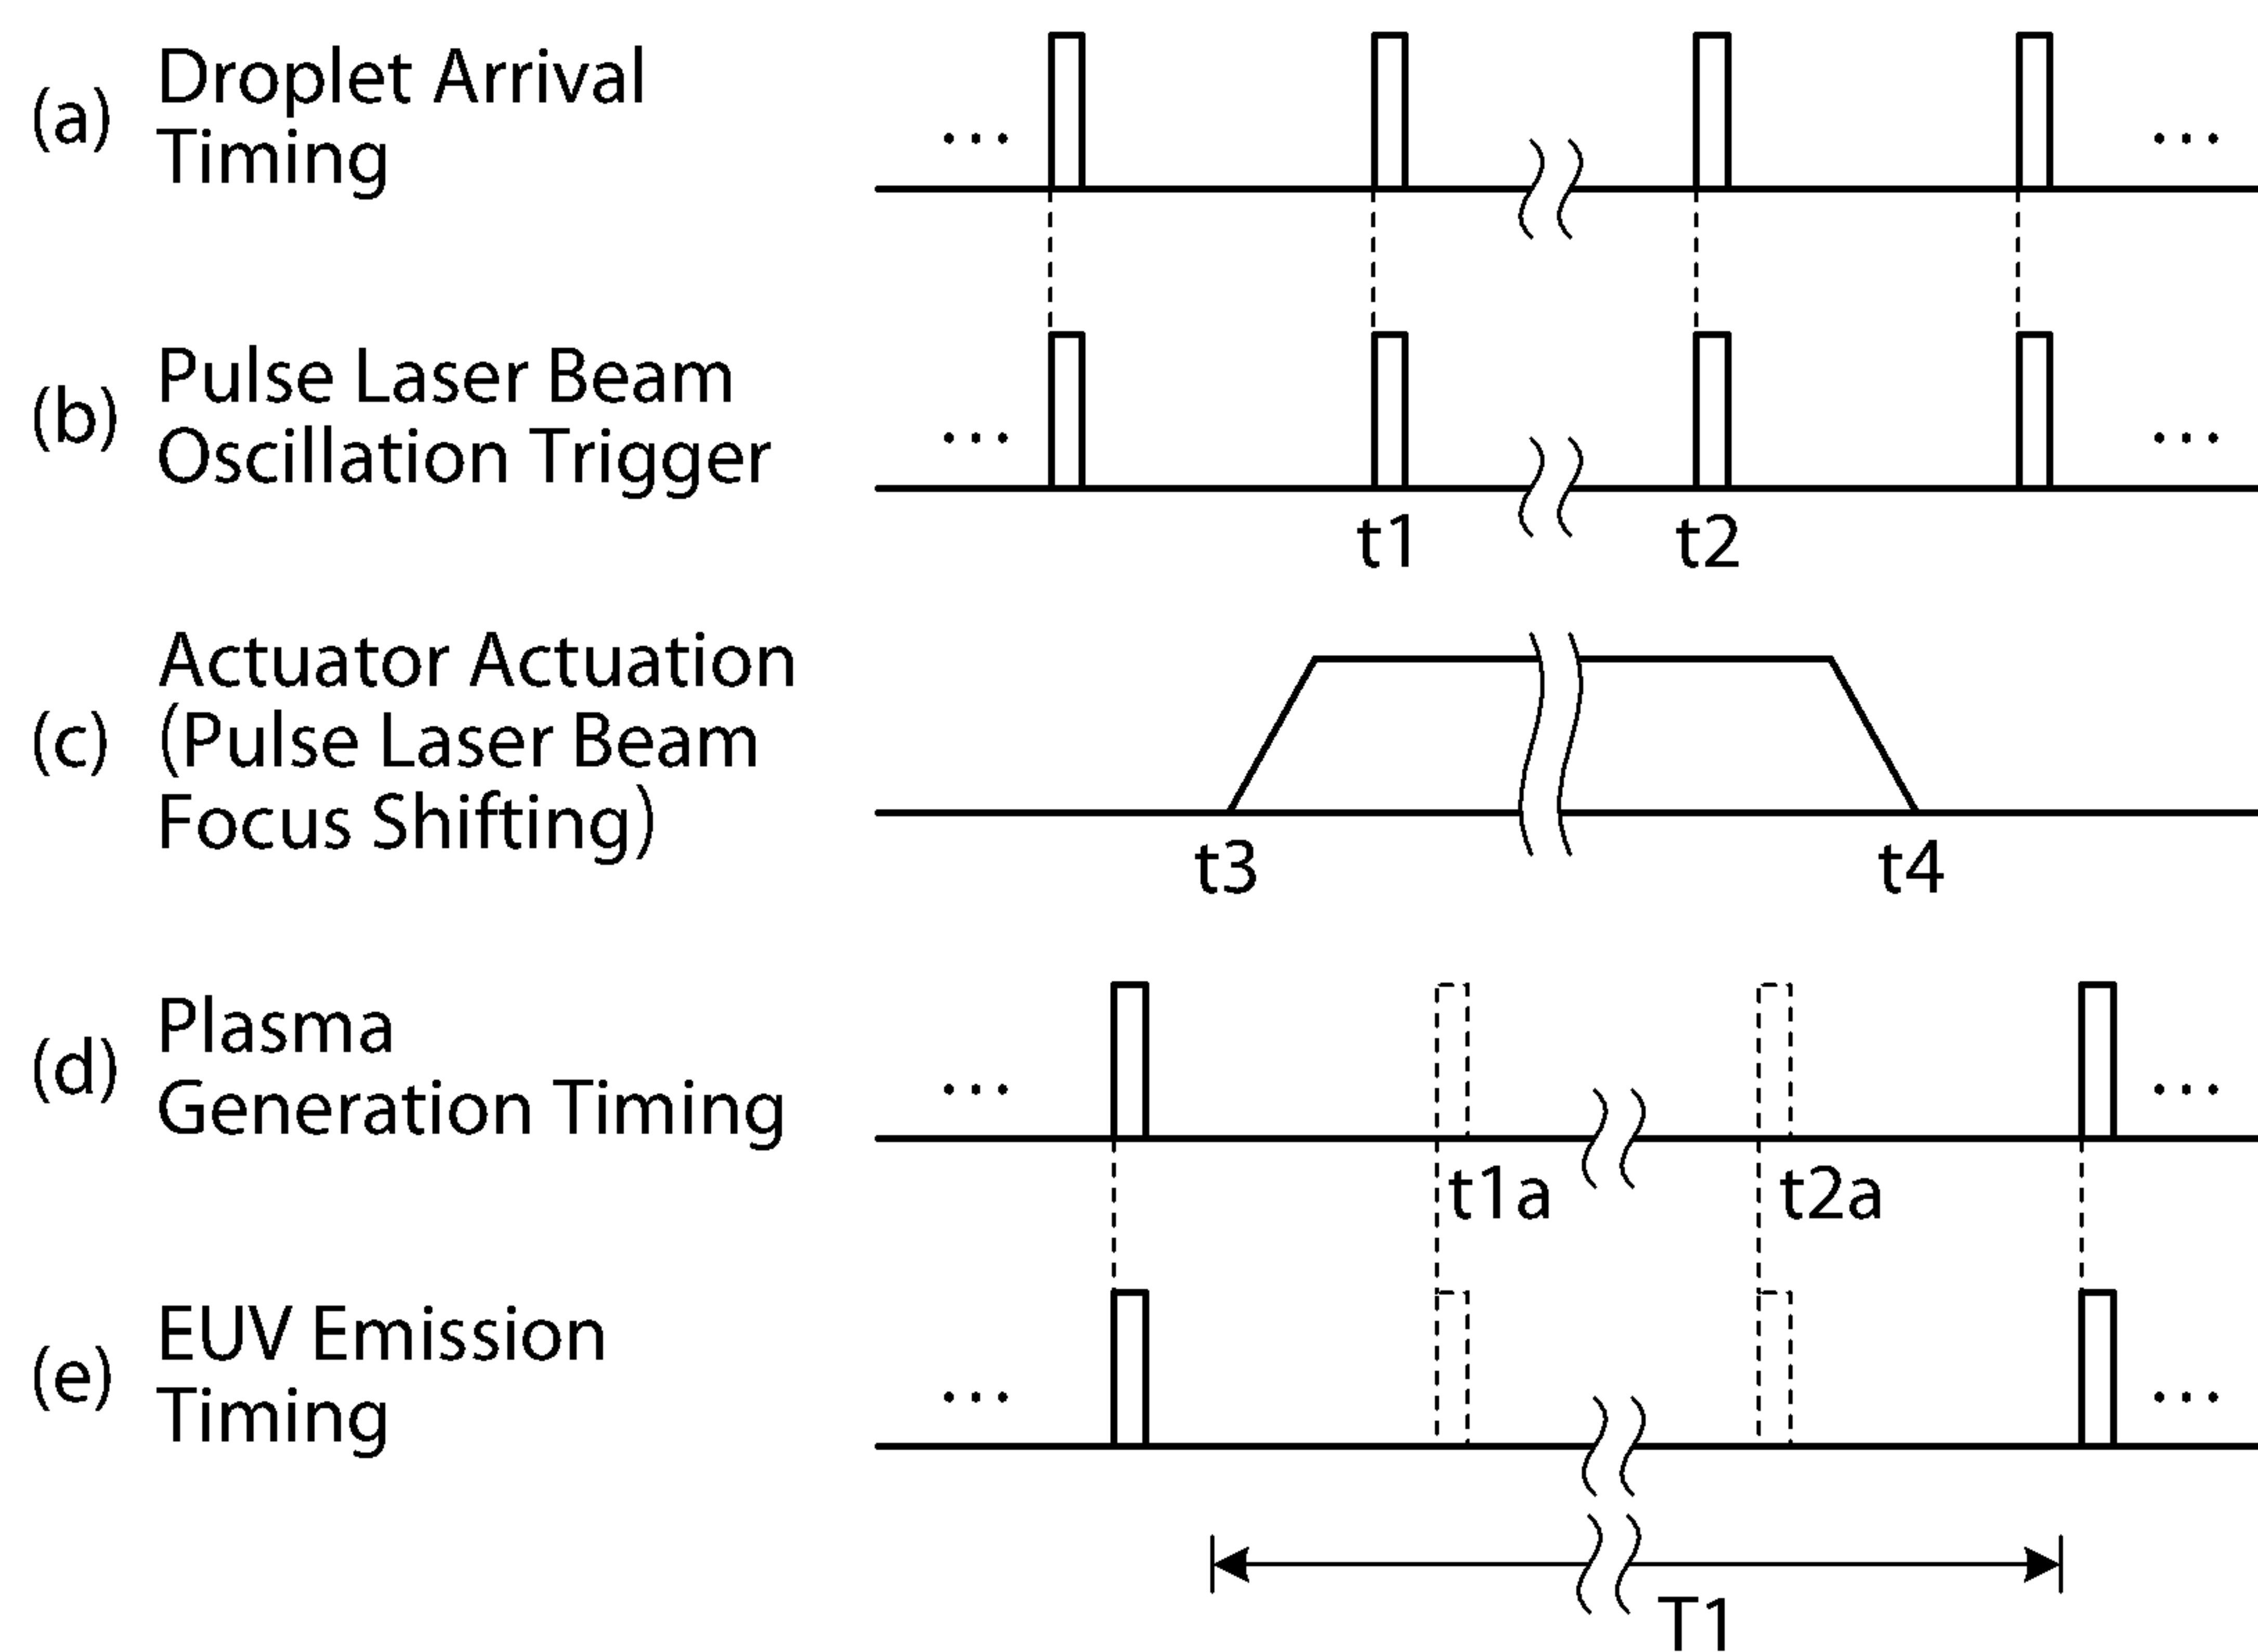 (a) Droplet Arrival
Timing
...
...
(b) Pulse Laser Beam
Oscillation Trigger
...
...
t1
t2
(c) Actuator Actuation
(Pulse Laser Beam
Focus Shifting)
t3
t4
(d) Plasma
Generation Timing
...
...
t1a
t2a
(e) EUV Emission
Timing
...
...
T1